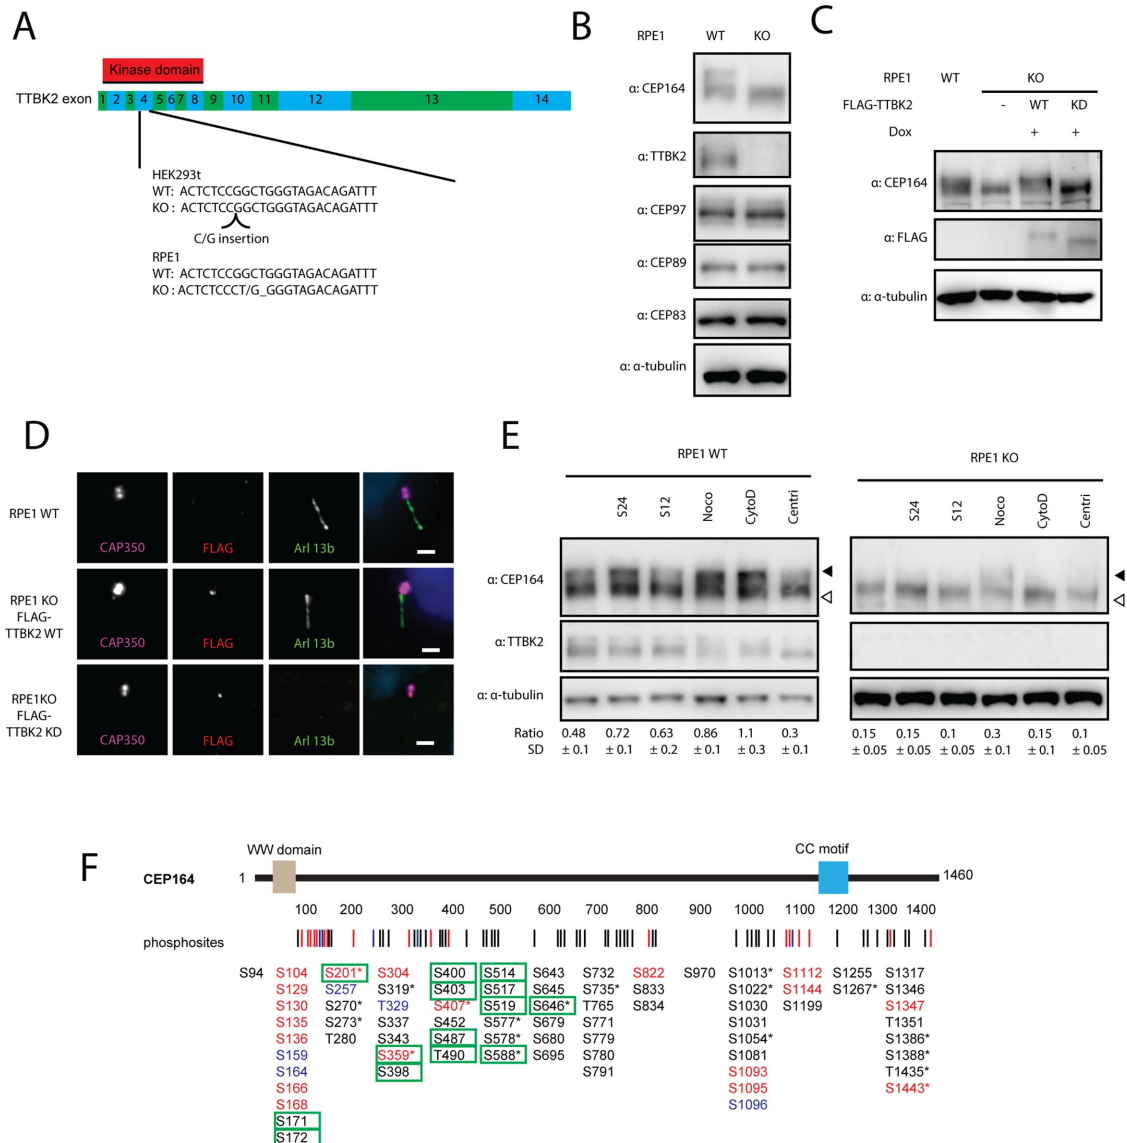 A
Kinase domain
TTBK2 exon 1 2 3 4 5 6 7 8 9 10 11 12 13 14
HEK293t
WT: ACTCTCCGGCTGGGTAGACAGATTT
KO : ACTCTCCGGCTGGGTAGACAGATTT
C/G insertion
RPE1
WT: ACTCTCCGGCTGGGTAGACAGATTT
KO : ACTCTCCCT/G_GGGTAGACAGATTT
B
RPE1 WT KO
α: CEP164
α: TTBK2
α: CEP97
α: CEP89
α: CEP83
α: α-tubulin
C
RPE1 WT KO
FLAG-TTBK2 - WT KD
Dox + +
α: CEP164
α: FLAG
α: α-tubulin
D
RPE1 WT
CAP350 FLAG Arl 13b
RPE1 KO
FLAG-
TTBK2 WT
CAP350 FLAG Arl 13b
RPE1KO
FLAG-
TTBK2 KD
CAP350 FLAG Arl 13b
E
RPE1 WT RPE1 KO
S24 S12 Noco CytoD Centri S24 S12 Noco CytoD Centri
α: CEP164
α: TTBK2
α: α-tubulin
Ratio 0.48 0.72 0.63 0.86 1.1 0.3 0.15 0.15 0.1 0.3 0.15 0.1
SD ± 0.1 ± 0.1 ± 0.2 ± 0.1 ± 0.3 ± 0.1 ± 0.05 ± 0.05 ± 0.05 ± 0.1 ± 0.1 ± 0.05
F
WW domain CC motif
CEP164 1 1460
100 200 300 400 500 600 700 800 900 1000 1100 1200 1300 1400
phosphosites
S94 S104 S201* S304 S400 S514 S643 S732 S822 S970 S1013* S1112 S1255 S1317
S129 S257 S319* S403 S517 S645 S735* S833 S1022* S1144 S1267* S1346
S130 S270* T329 S407* S519 S646* T765 S834 S1030 S1199 S1347
S135 S273* S337 S452 S577* S679 S771 S1031 T1351
S136 T280 S343 S487 S578* S680 S779 S1054* S1386*
S159 S359* T490 S588* S695 S780 S1081 S1388*
S164 S398 S791 S1093 T1435*
S166 S1095 S1443*
S168 S1096
S171
S172